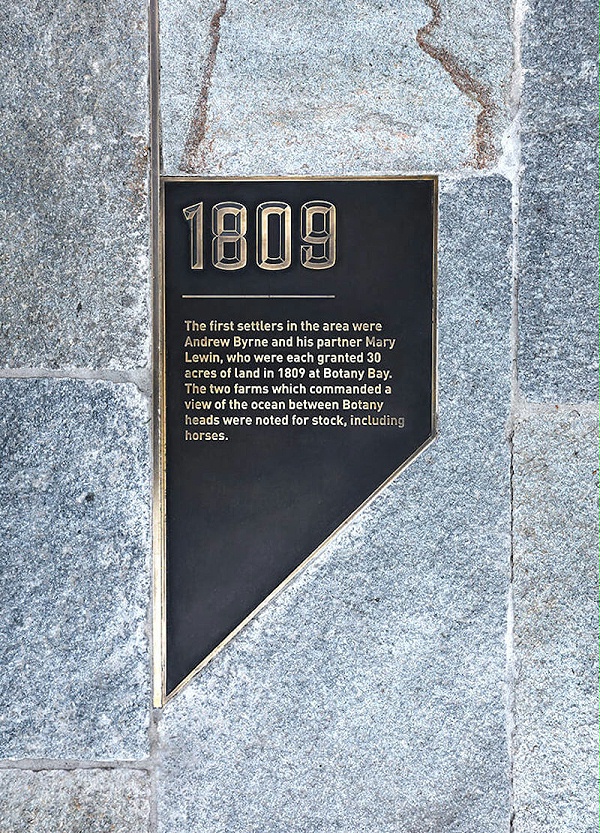 1809
The first settlers in the area were
Andrew Byrne and his partner Mary
Lewin, who were each granted 30
acres of land in 1809 at Botany Bay.
The two farms which commanded a
view of the ocean between Botany
heads were noted for stock, including
horses.